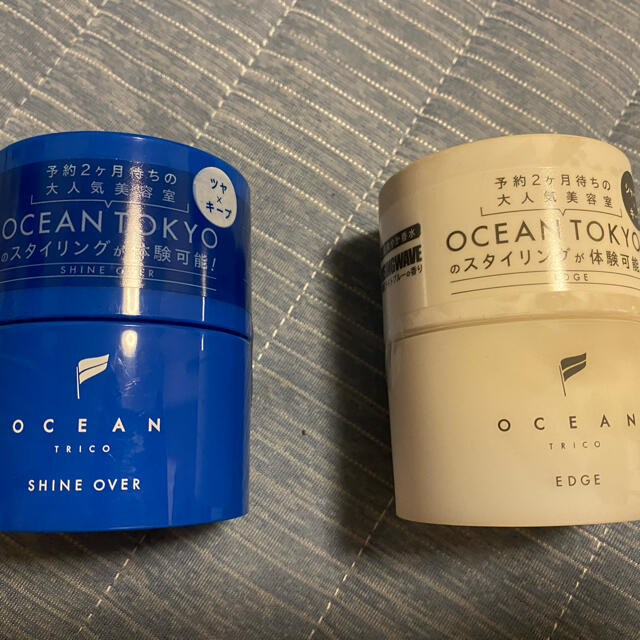 予約2ヶ月待ちの
大人気美容室
OCEAN TOKYO
のスタイリングが体験可能!
SHINE OVER
ツヤ
×
キープ
OCEAN
TRICO
SHINE OVER
予約2ヶ月待ちの
大人気美容室
OCEAN TOKYO
のスタイリングが体験可能
EDGE
OCEAN
TRICO
EDGE